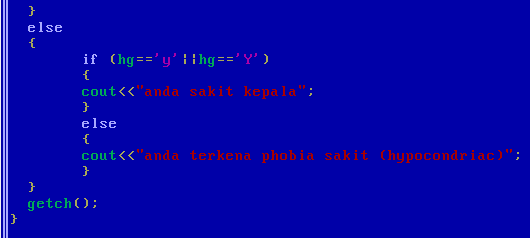 }
else
{
if (hg=='y'||hg=='Y')
{
cout<<"anda sakit kepala";
}
else
{
cout<<"anda terkena phobia sakit (hypocondriac)";
}
}
getch();
}